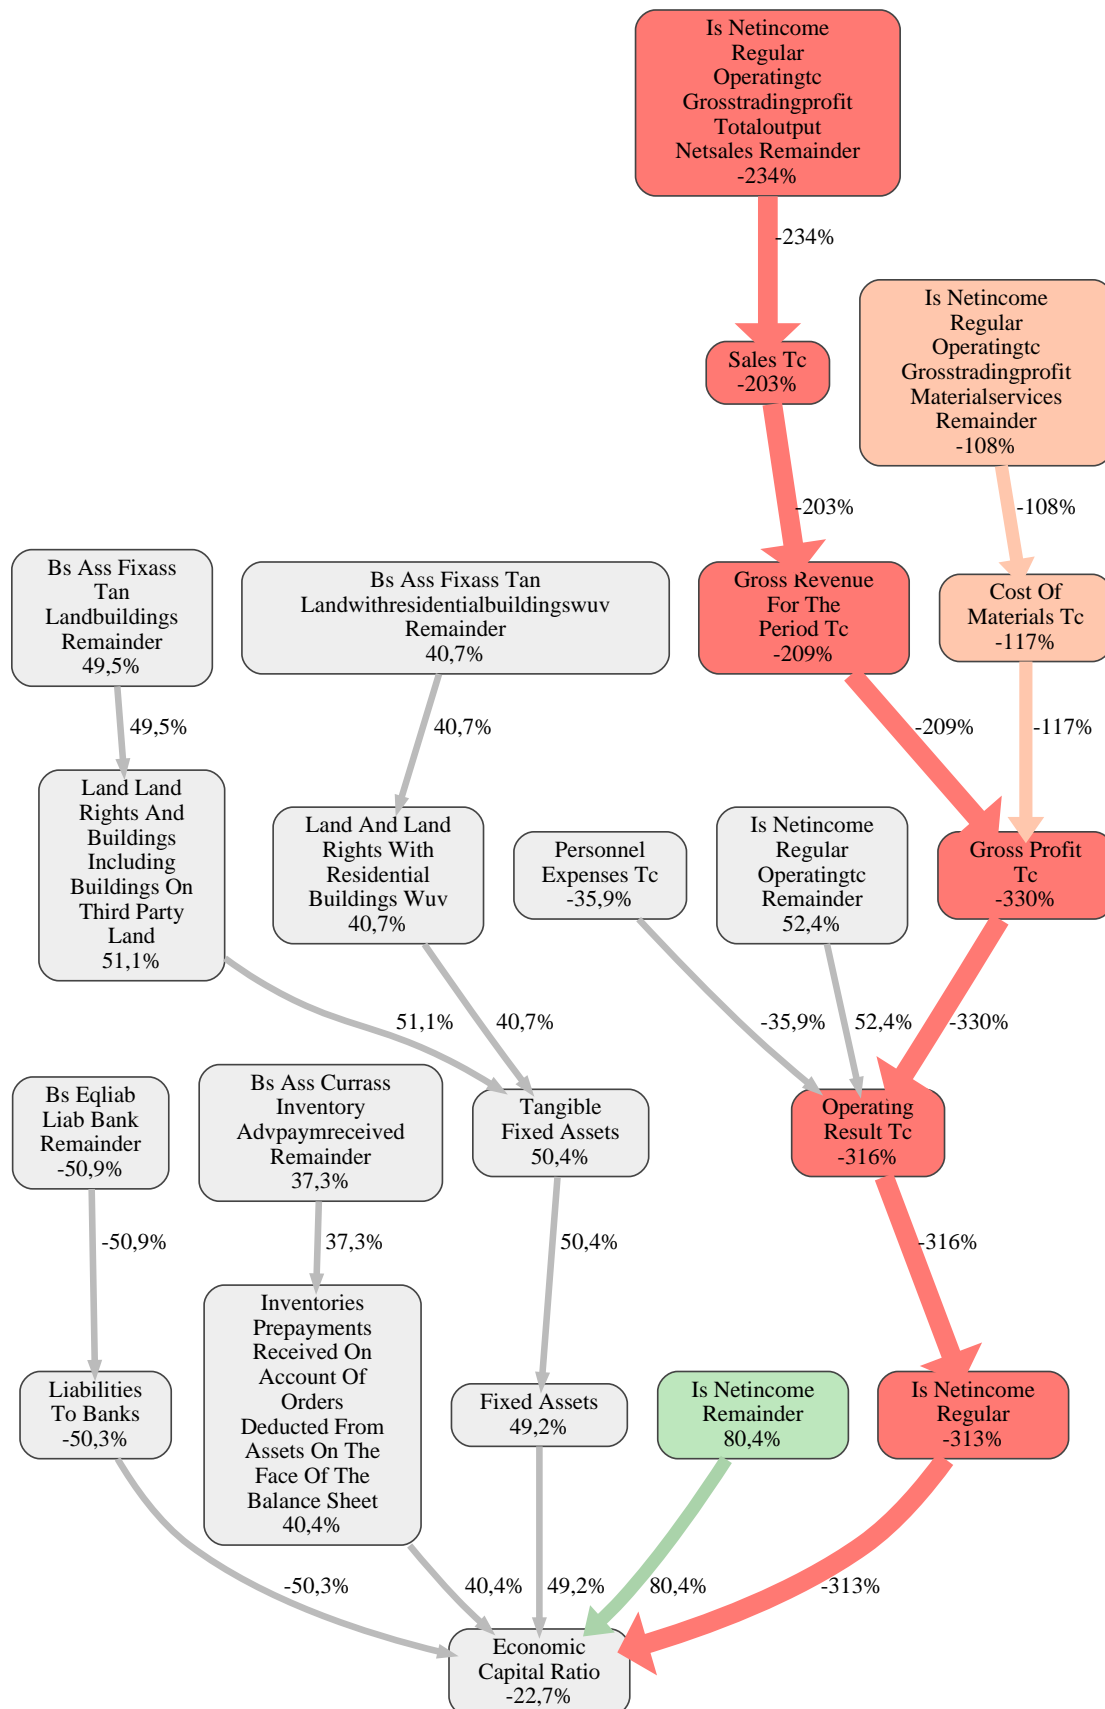 Is Netincome
Regular
Operatingtc
Grosstradingprofit
Totaloutput
Netsales Remainder
-234%
-234%
Is Netincome
Regular
Operatingtc
Grosstradingprofit
Materialservices
Remainder
-108%
Sales Tc
-203%
-203%
-108%
Bs Ass Fixass
Tan
Landbuildings
Remainder
49,5%
Bs Ass Fixass Tan
Landwithresidentialbuildingswuv
Remainder
40,7%
Gross Revenue
For The
Period Tc
-209%
Cost Of
Materials Tc
-117%
49,5%
40,7%
-209%
-117%
Land Land
Rights And
Buildings
Including
Buildings On
Third Party
Land
51,1%
Land And Land
Rights With
Residential
Buildings Wuv
40,7%
Personnel
Expenses Tc
-35,9%
Is Netincome
Regular
Operatingtc
Remainder
52,4%
Gross Profit
Tc
-330%
51,1%
40,7%
-35,9%
52,4%
-330%
Bs Eqliab
Liab Bank
Remainder
-50,9%
Bs Ass Currass
Inventory
Advpaymreceived
Remainder
37,3%
Tangible
Fixed Assets
50,4%
Operating
Result Tc
-316%
-50,9%
37,3%
50,4%
-316%
Liabilities
To Banks
-50,3%
Inventories
Prepayments
Received On
Account Of
Orders
Deducted From
Assets On The
Face Of The
Balance Sheet
40,4%
Fixed Assets
49,2%
Is Netincome
Remainder
80,4%
Is Netincome
Regular
-313%
-50,3%
40,4%
49,2%
80,4%
-313%
Economic
Capital Ratio
-22,7%